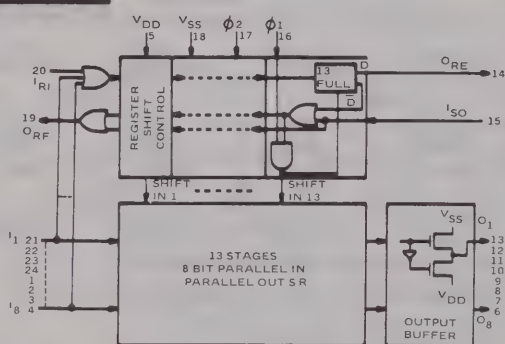 VDD VSS ϕ2 ϕ1
5 18 17 16
20
IRI
19
ORF
REGISTER
SHIFT
CONTROL
13
FULL
D
D̅
ORE
14
ISO
15
SHIFT
IN 1
SHIFT
IN 13
I1 21
22
23
24
1
2
3
I8 4
13 STAGES
8 BIT PARALLEL IN
PARALLEL OUT SR
VSS
VDD
OUTPUT
BUFFER
O1
13
12
11
10
9
8
7
6
O8